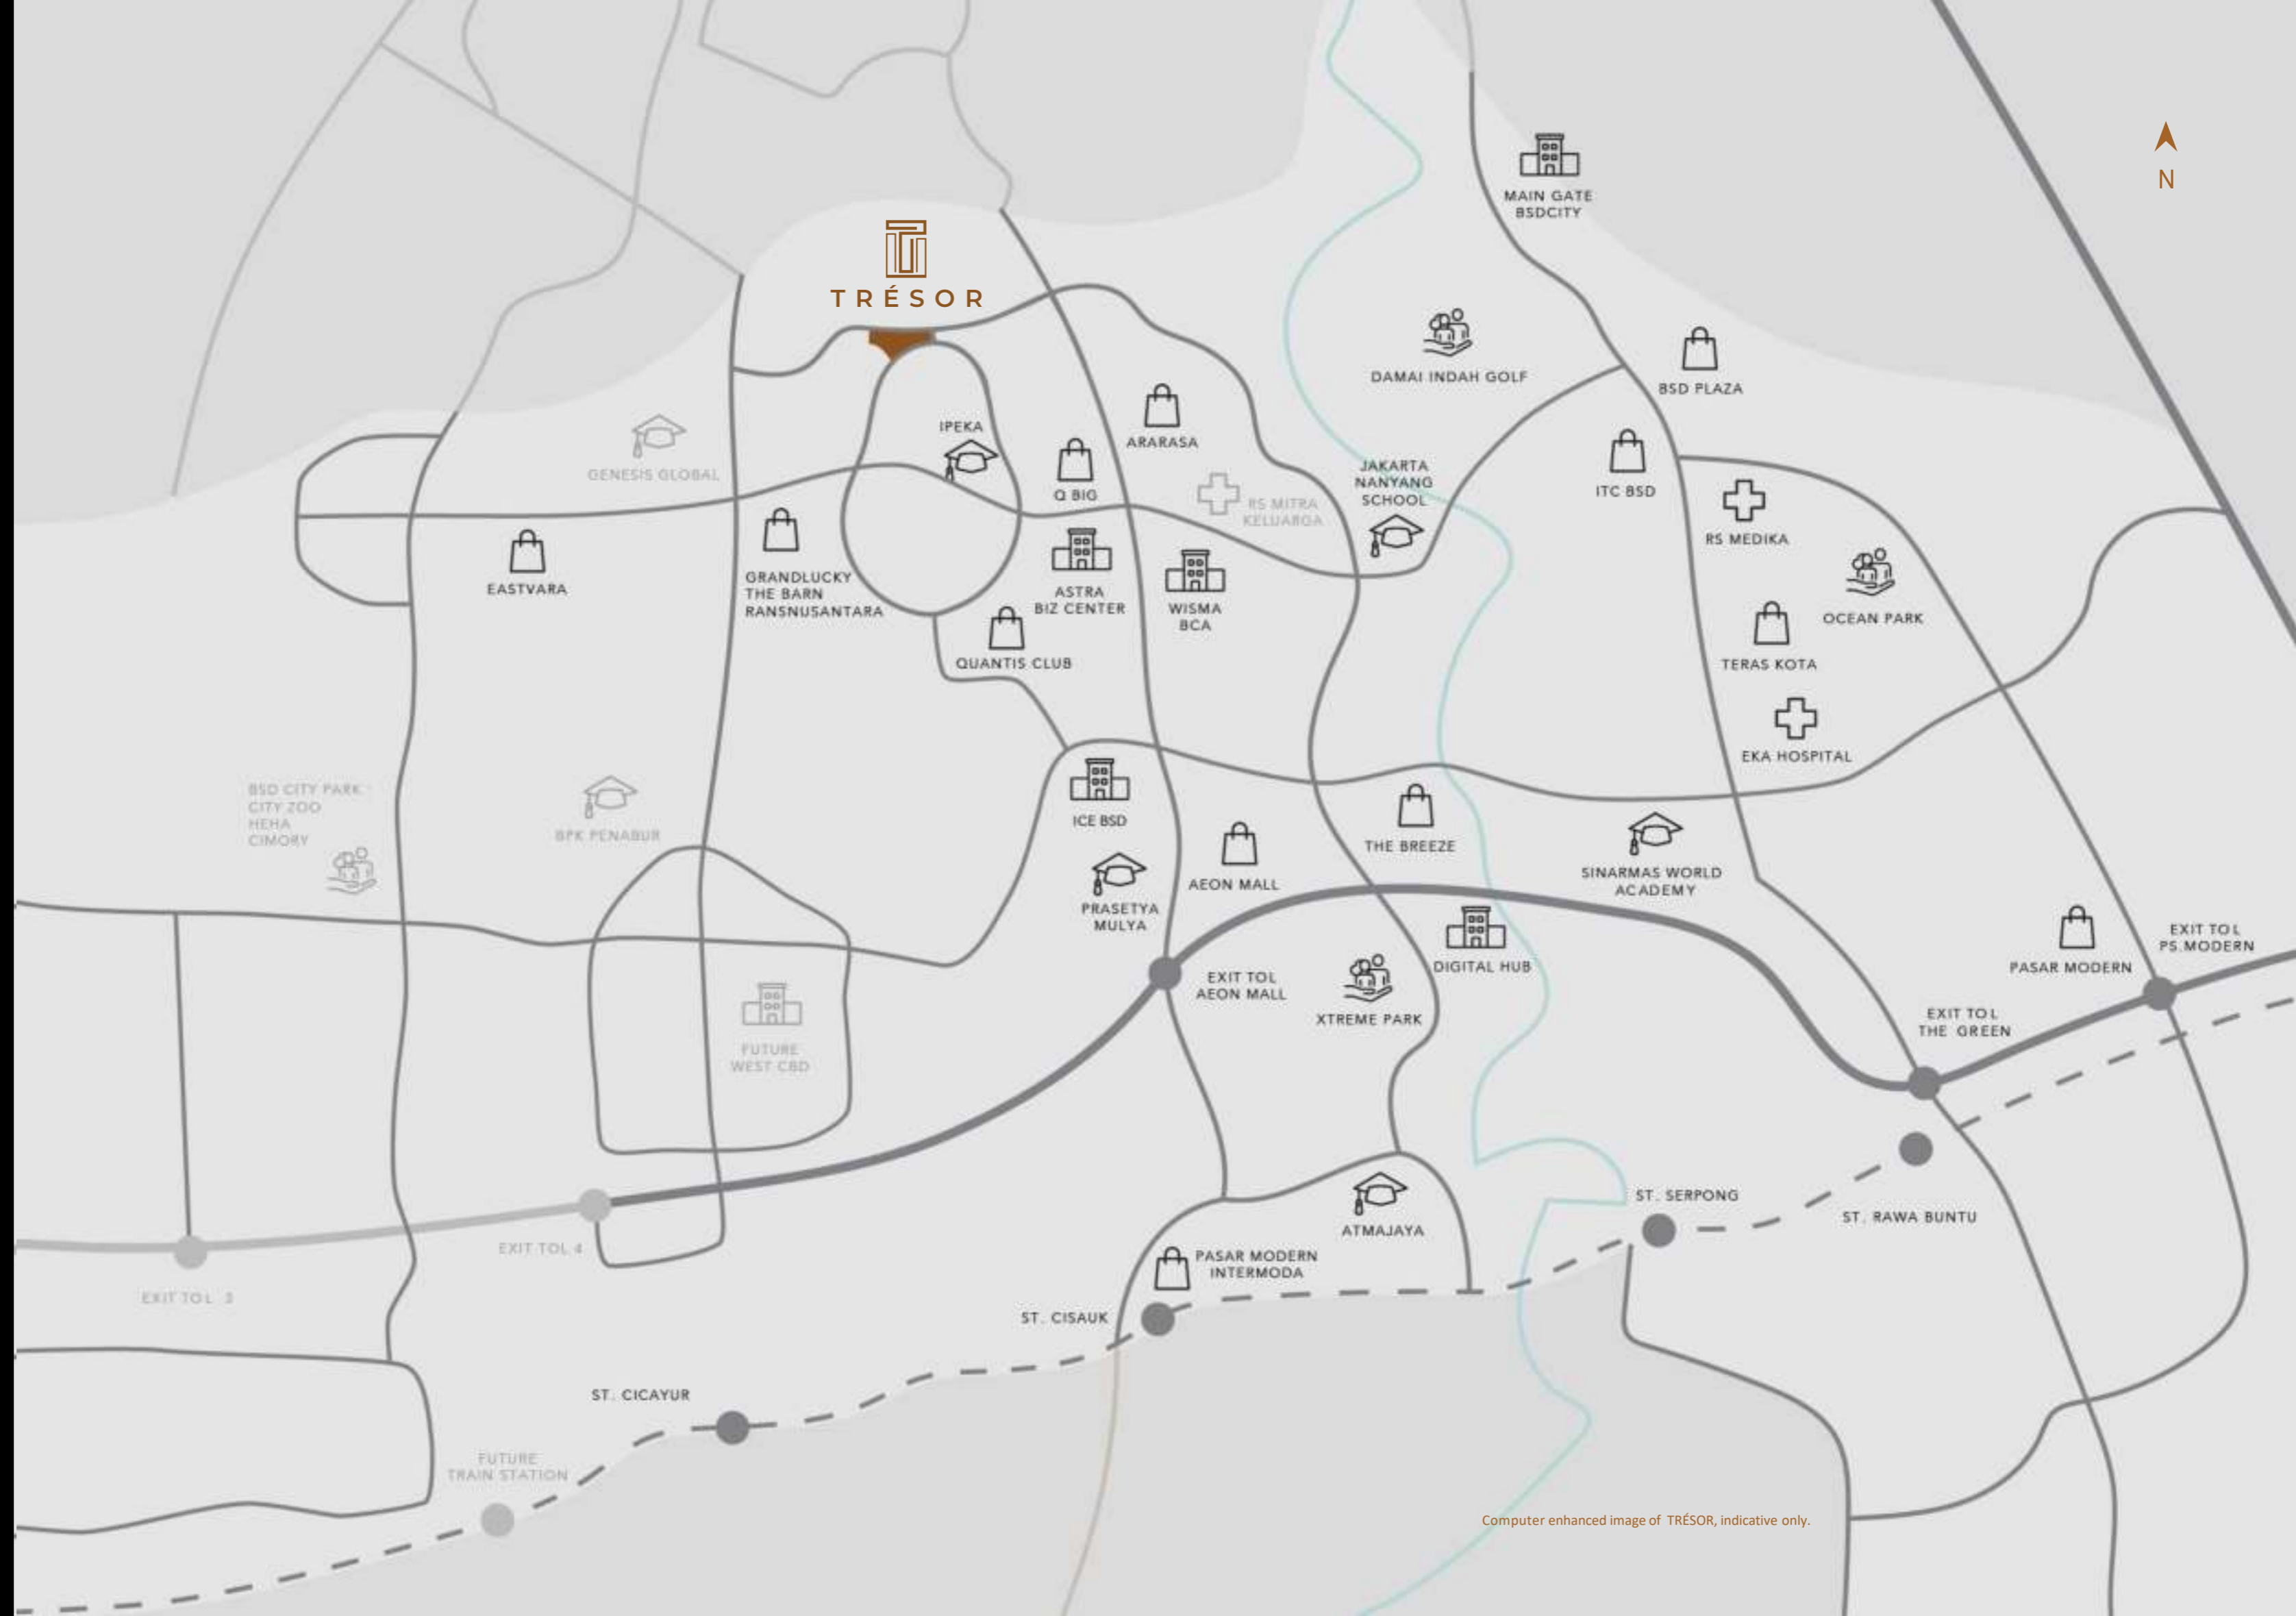 N
MAIN GATE
BSDCITY
TRÉSOR
DAMAI INDAH GOLF
BSD PLAZA
IPEKA
ARARASA
GENESIS GLOBAL
Q BIG
JAKARTA
NANYANG
SCHOOL
ITC BSD
RS MITRA
KELUARGA
RS MEDIKA
EASTVARA
GRANDLUCKY
THE BARN
RANSNUSANTARA
ASTRA
BIZ CENTER
WISMA
BCA
OCEAN PARK
QUANTIS CLUB
TERAS KOTA
EKA HOSPITAL
BSD CITY PARK
CITY ZOO
HEHA
CIMORY
BPK PENABUR
ICE BSD
THE BREEZE
AEON MALL
SINARMAS WORLD
ACADEMY
PRASETYA
MULYA
EXIT TOL
PS.MODERN
PASAR MODERN
DIGITAL HUB
EXIT TOL
AEON MALL
XTREME PARK
EXIT TOL
THE GREEN
FUTURE
WEST CBD
ST. SERPONG
ST. RAWA BUNTU
ATMAJAYA
EXIT TOL 4
PASAR MODERN
INTERMODA
EXIT TOL 3
ST. CISAUK
ST. CICAYUR
FUTURE
TRAIN STATION
Computer enhanced image of TRÉSOR, indicative only.